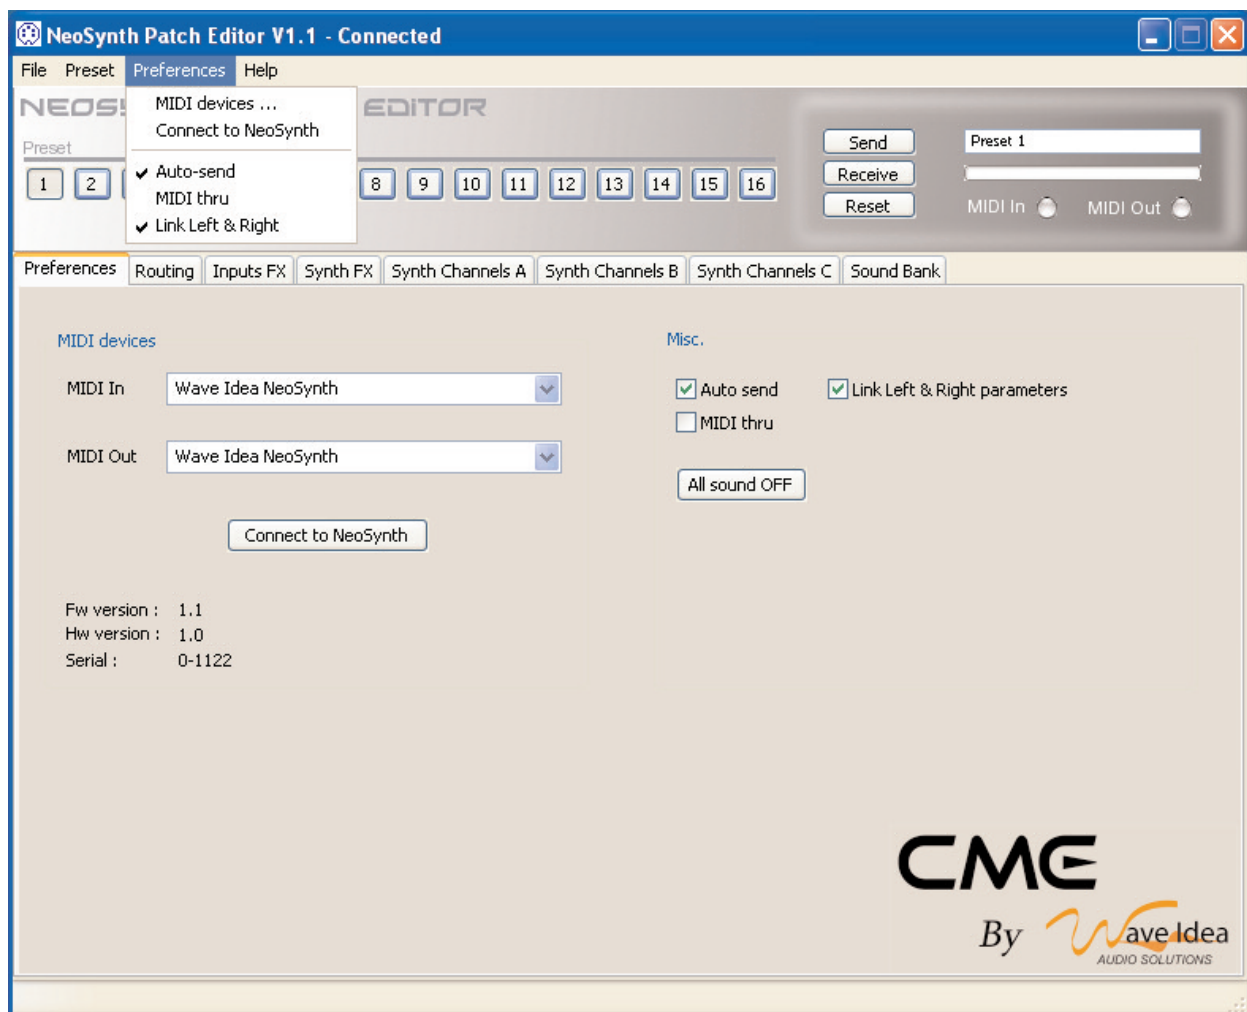 NeoSynth Patch Editor V1.1 - Connected
File Preset Preferences Help
MIDI devices ...
Connect to NeoSynth
Auto-send
MIDI thru
Link Left & Right
EDITOR
Preset
1 2 8 9 10 11 12 13 14 15 16
Send Preset 1
Receive
Reset MIDI In MIDI Out
Preferences Routing Inputs FX Synth FX Synth Channels A Synth Channels B Synth Channels C Sound Bank
MIDI devices
MIDI In Wave Idea NeoSynth
MIDI Out Wave Idea NeoSynth
Connect to NeoSynth
Fw version : 1.1
Hw version : 1.0
Serial : 0-1122
Misc.
Auto send Link Left & Right parameters
MIDI thru
All sound OFF
CME
By Wave Idea
AUDIO SOLUTIONS